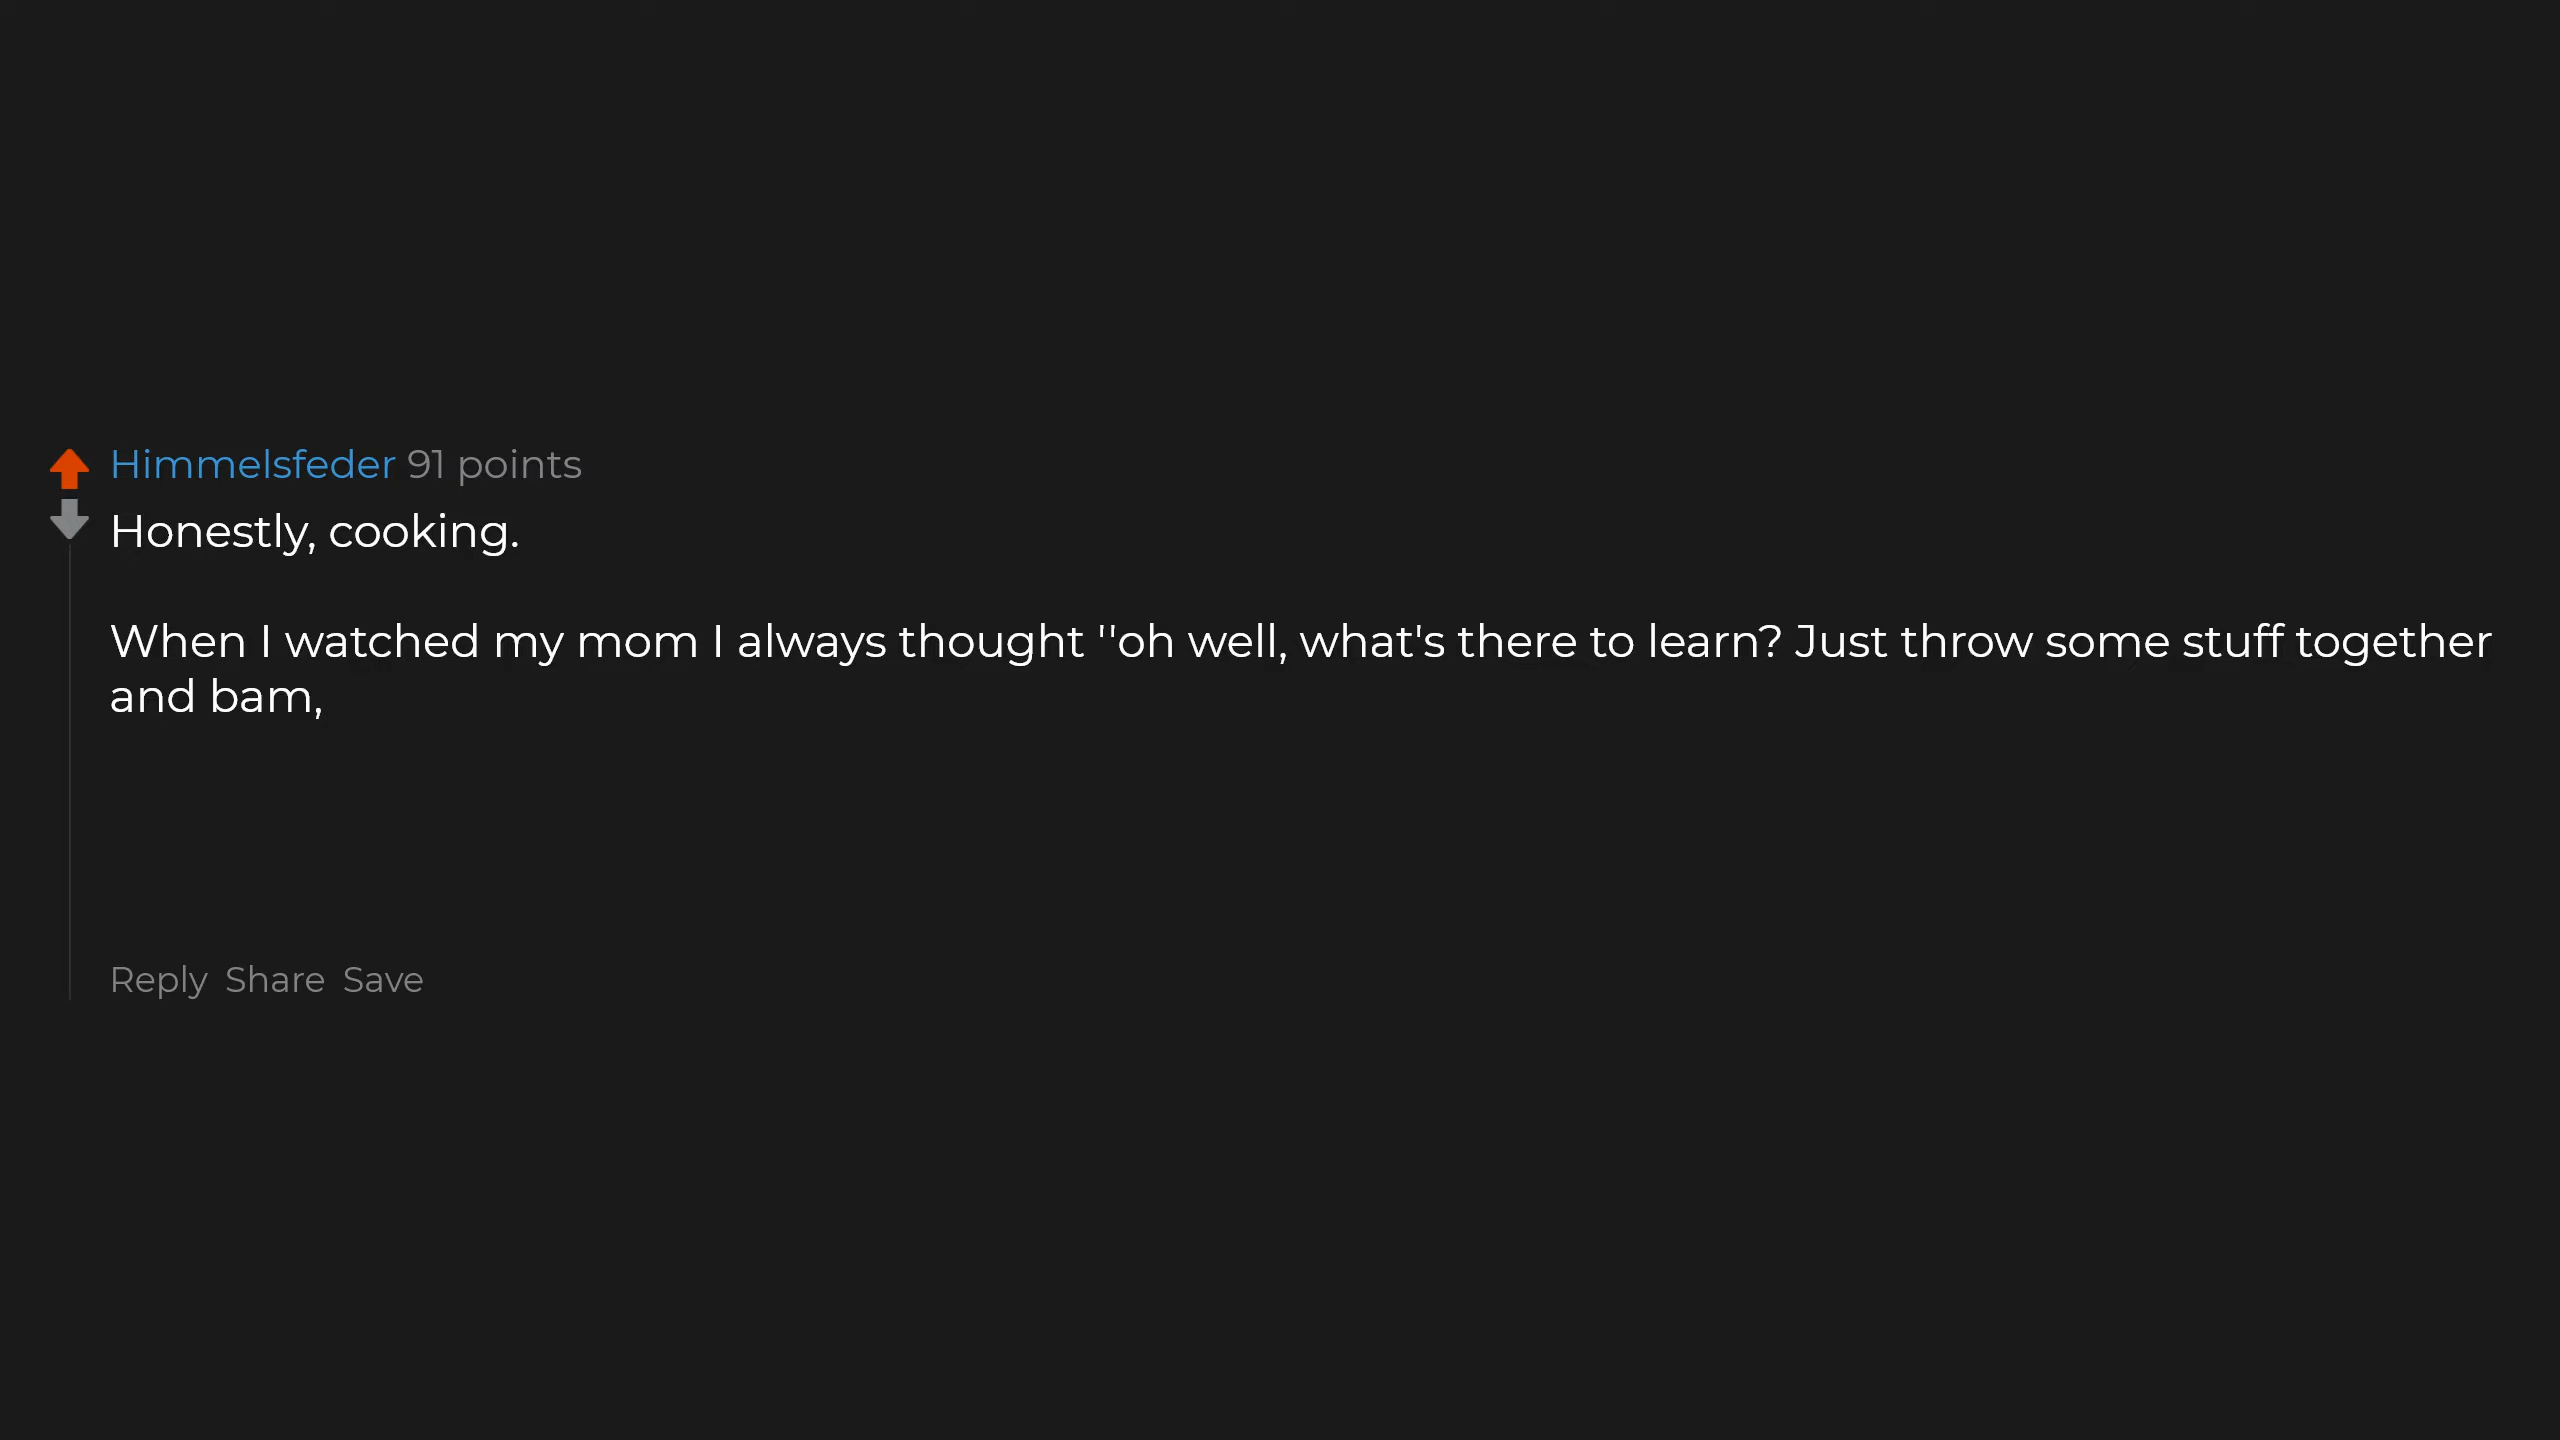 Himmelsfeder 91 points
Honestly, cooking.
When I watched my mom I always thought ''oh well, what's there to learn? Just throw some stuff together
and bam,
Reply Share Save